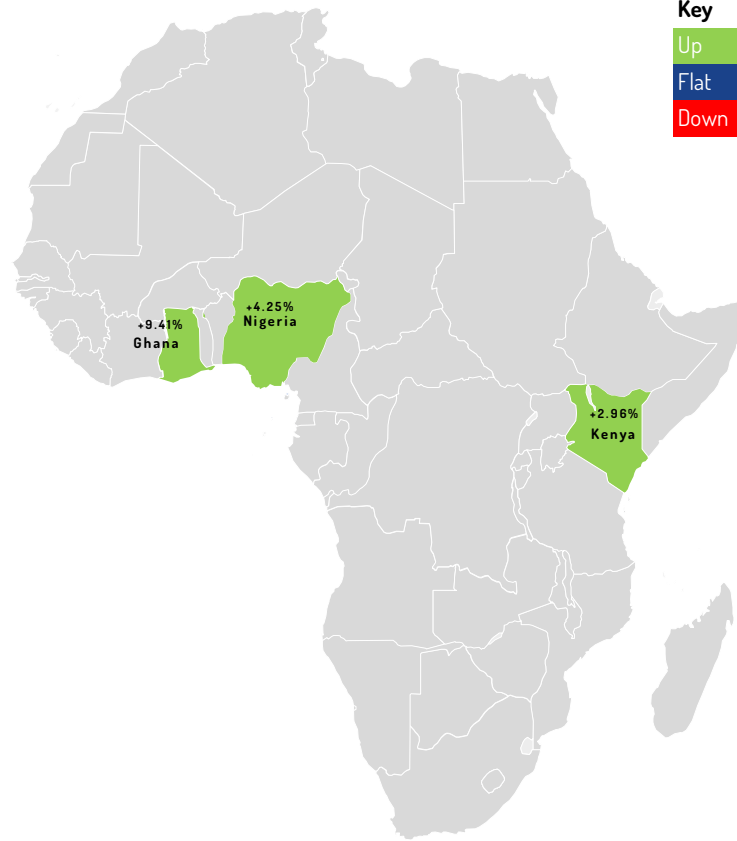 Key
Up
Flat
Down
+4.25%
Nigeria
+9.41%
Ghana
+2.96%
Kenya